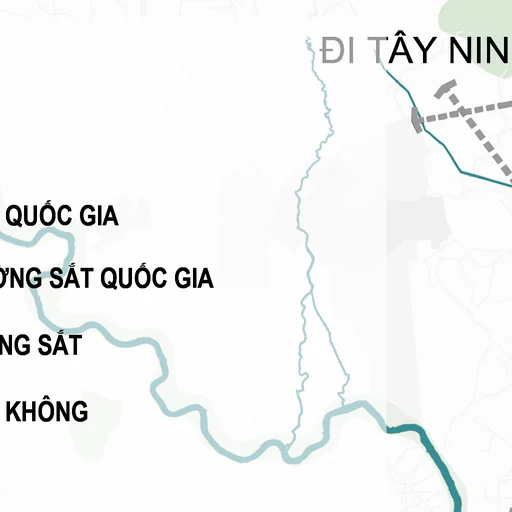 ĐI TÂY NIN
QUỐC GIA
ỜNG SẮT QUỐC GIA
NG SẮT
KHÔNG